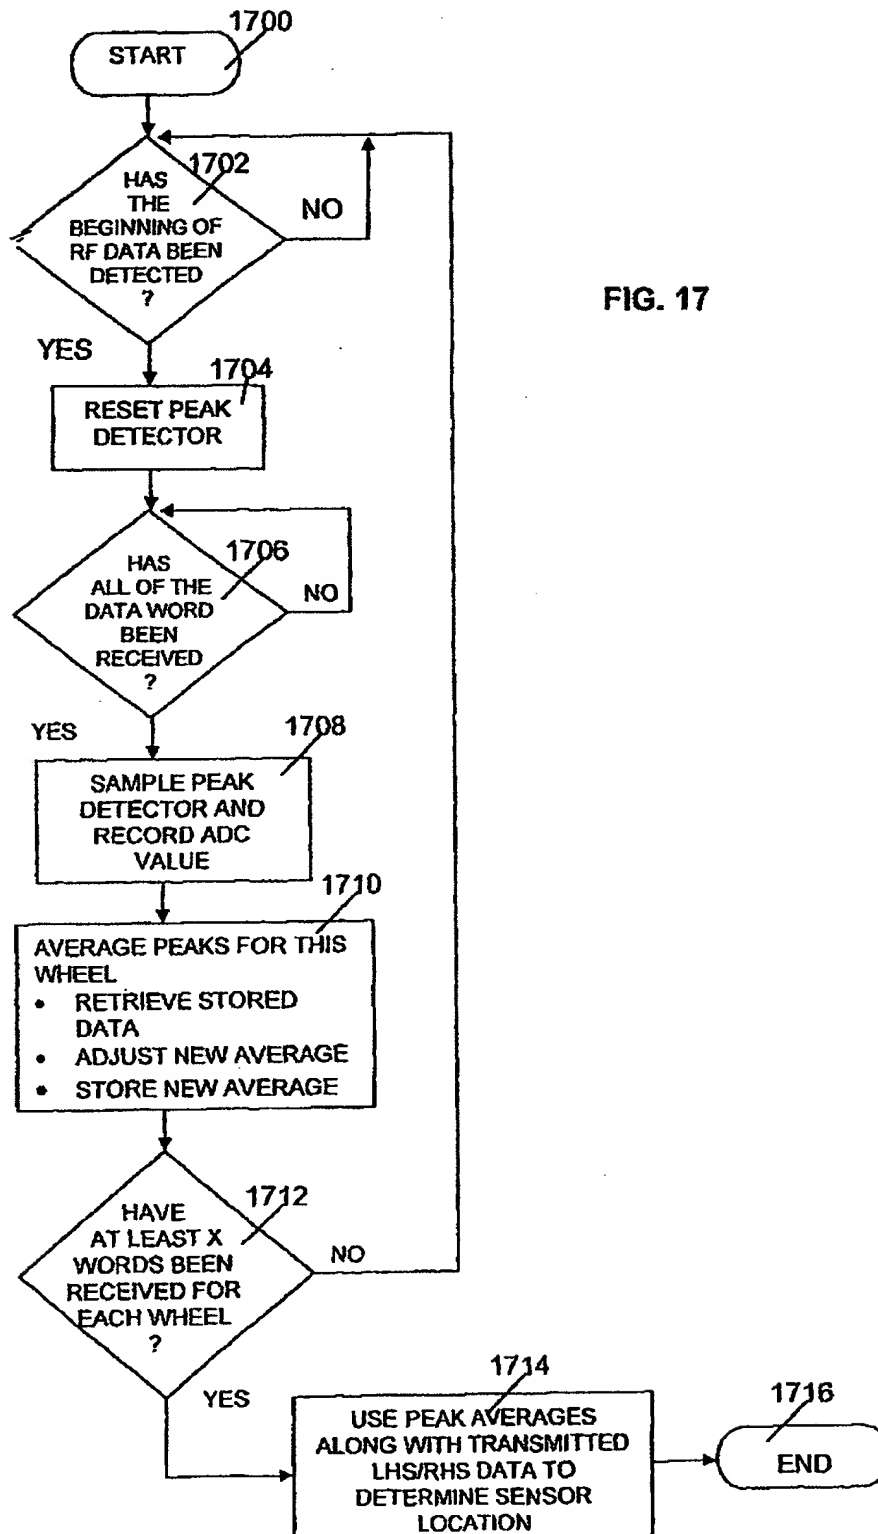 1700
START
1702
HAS
THE
BEGINNING OF
RF DATA BEEN
DETECTED
?
NO
FIG. 17
YES
1704
RESET PEAK
DETECTOR
1706
HAS
ALL OF THE
DATA WORD
BEEN
RECEIVED
?
NO
YES
1708
SAMPLE PEAK
DETECTOR AND
RECORD ADC
VALUE
1710
AVERAGE PEAKS FOR THIS
WHEEL
• RETRIEVE STORED
DATA
• ADJUST NEW AVERAGE
• STORE NEW AVERAGE
1712
HAVE
AT LEAST X
WORDS BEEN
RECEIVED FOR
EACH WHEEL
?
NO
YES
1714
USE PEAK AVERAGES
ALONG WITH TRANSMITTED
LHS/RHS DATA TO
DETERMINE SENSOR
LOCATION
1716
END